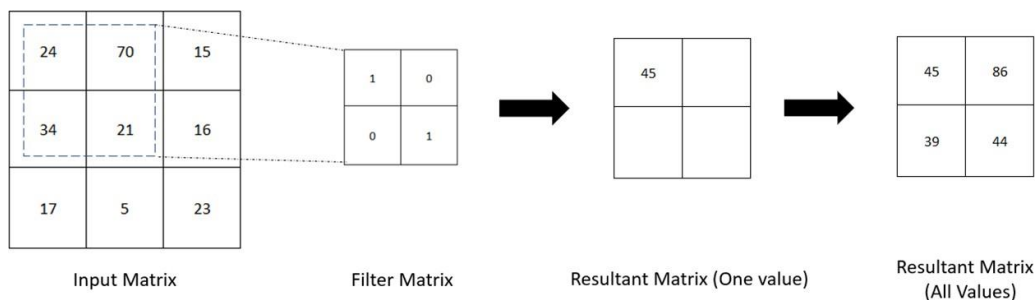 24 70 15
34 21 16
17 5 23
Input Matrix
1 0
0 1
Filter Matrix
45
Resultant Matrix (One value)
45 86
39 44
Resultant Matrix
(All Values)